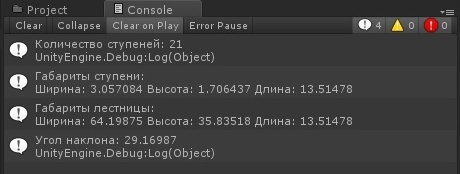 Project
Console
Clear Collapse Clear on Play Error Pause 4 0 0
Количество ступеней: 21
UnityEngine.Debug:Log(Object)
Габариты ступени:
Ширина: 3.057084 Высота: 1.706437 Длина: 13.51478
Габариты лестницы:
Ширина: 64.19875 Высота: 35.83518 Длина: 13.51478
Угол наклона: 29.16987
UnityEngine.Debug:Log(Object)